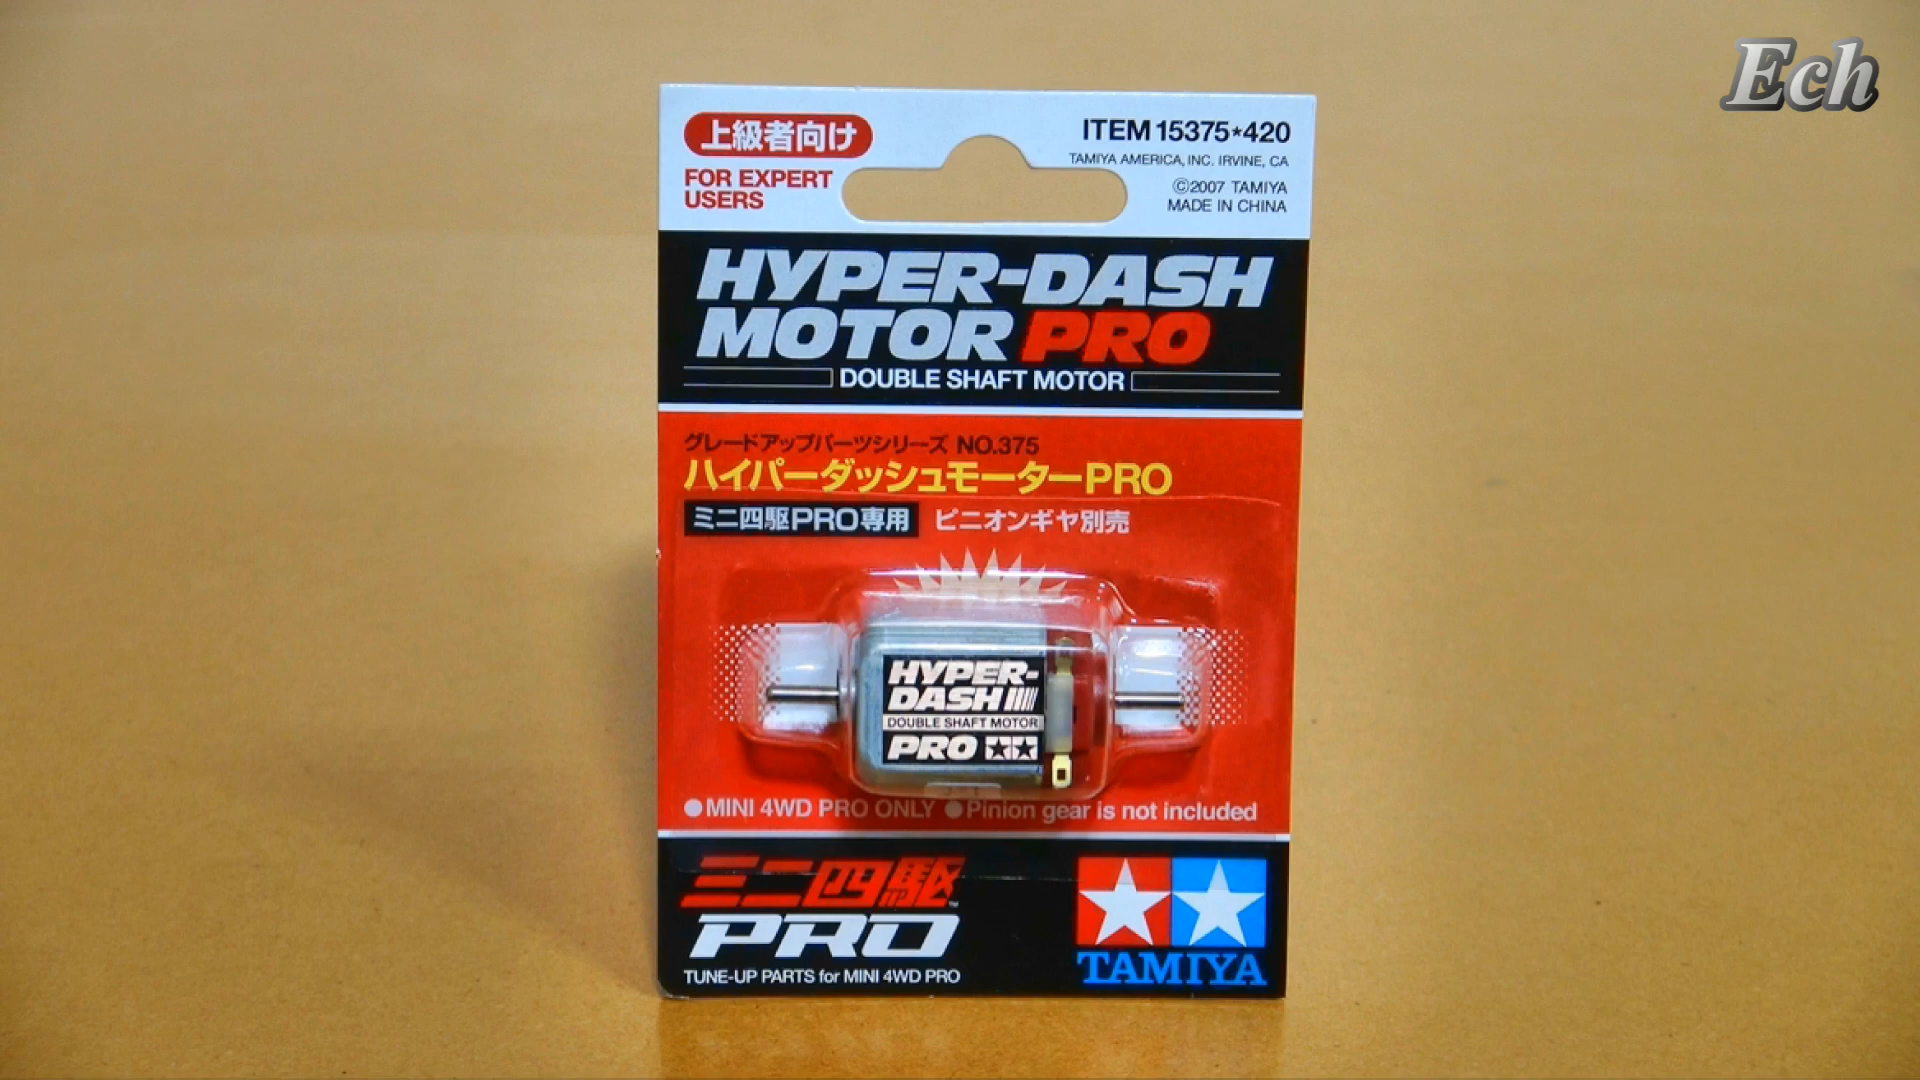 Ech
上級者向け
FOR EXPERT
USERS
ITEM 15375★420
TAMIYA AMERICA, INC. IRVINE, CA
©2007 TAMIYA
MADE IN CHINA
HYPER-DASH
MOTOR PRO
DOUBLE SHAFT MOTOR
グレードアップパーツシリーズ NO.375
ハイパーダッシュモーターPRO
ミニ四駆PRO専用 ピニオンギヤ別売
HYPER-
DASH
DOUBLE SHAFT MOTOR
PRO
●MINI 4WD PRO ONLY ●Pinion gear is not included
ミニ四駆™
PRO
TUNE-UP PARTS for MINI 4WD PRO
TAMIYA